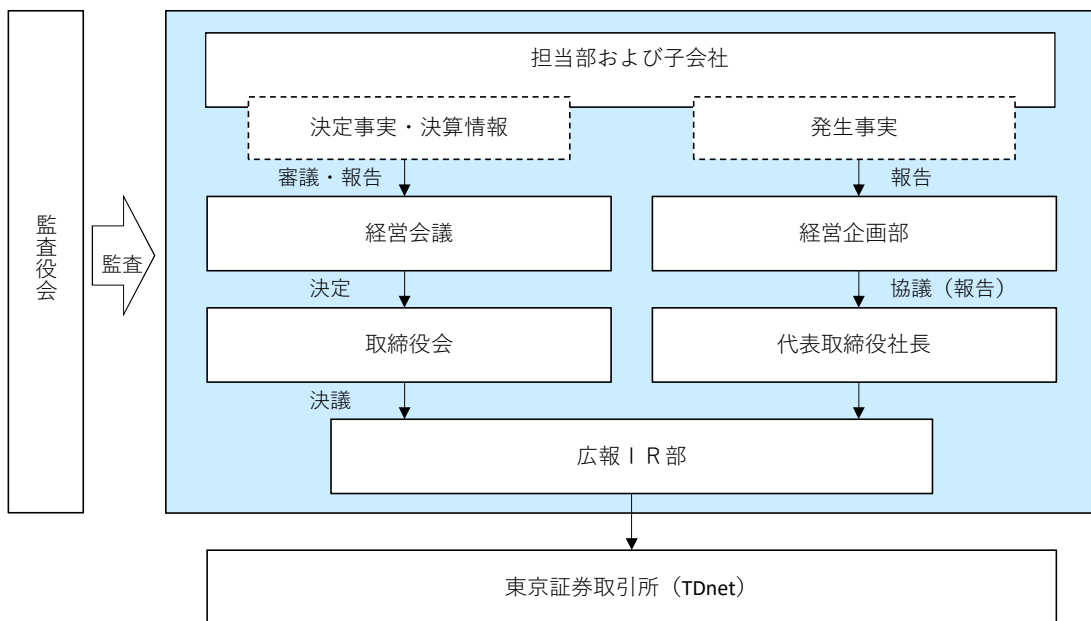 担当部および子会社
決定事実・決算情報
発生事実
審議・報告
報告
経営会議
経営企画部
監査役会
監査
決定
協議（報告）
取締役会
代表取締役社長
決議
広報ＩＲ部
東京証券取引所（TDnet）